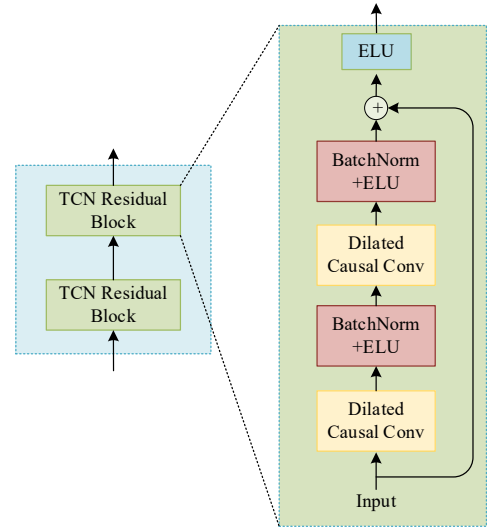 TCN Residual
Block
TCN Residual
Block
ELU
+
BatchNorm
+ELU
Dilated
Causal Conv
BatchNorm
+ELU
Dilated
Causal Conv
Input